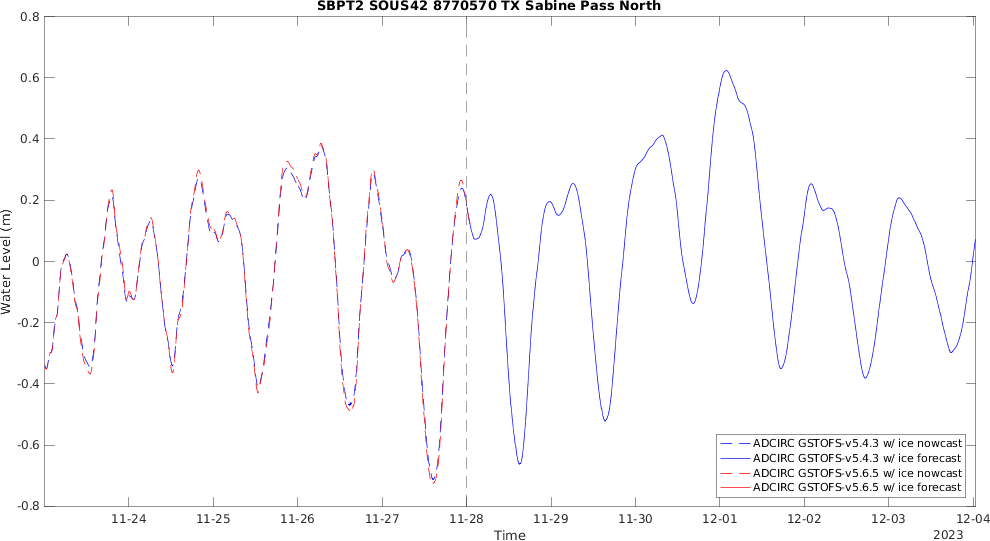 SBPT2 SOUS42 8770570 TX Sabine Pass North
0.8
0.6
0.4
0.2
0
-0.2
-0.4
-0.6
-0.8
Water Level (m)
11-24 11-25 11-26 11-27 11-28 11-29 11-30 12-01 12-02 12-03 12-04
Time
2023
ADCIRC GSTOFS-v5.4.3 w/ ice nowcast
ADCIRC GSTOFS-v5.4.3 w/ ice forecast
ADCIRC GSTOFS-v5.6.5 w/ ice nowcast
ADCIRC GSTOFS-v5.6.5 w/ ice forecast